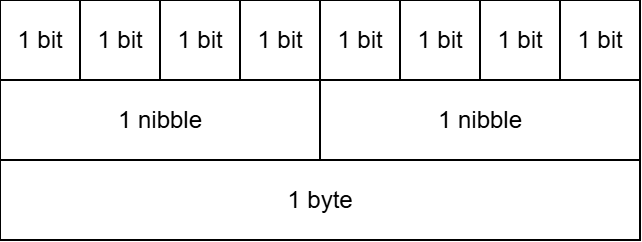 1 bit 1 bit 1 bit 1 bit 1 bit 1 bit 1 bit 1 bit
1 nibble 1 nibble
1 byte